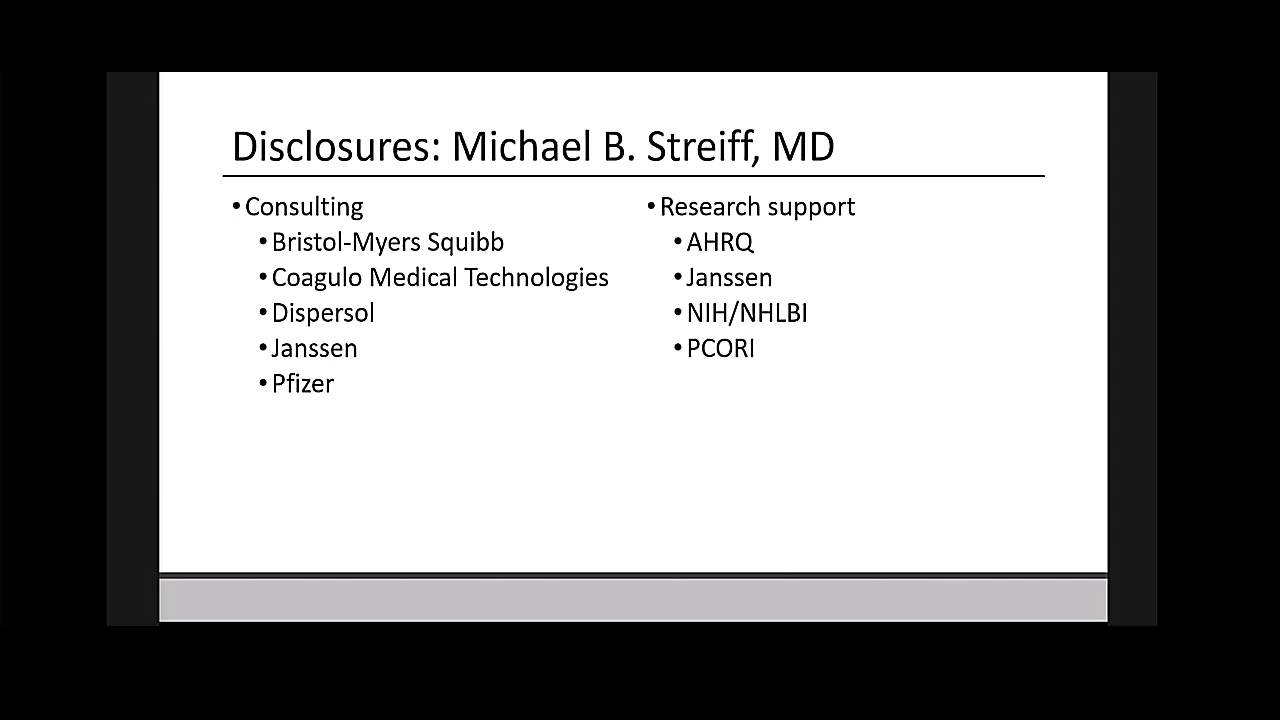 Disclosures: Michael B. Streiff, MD
• Consulting
• Bristol-Myers Squibb
• Coagulo Medical Technologies
• Dispersol
• Janssen
• Pfizer
• Research support
• AHRQ
• Janssen
• NIH/NHLBI
• PCORI